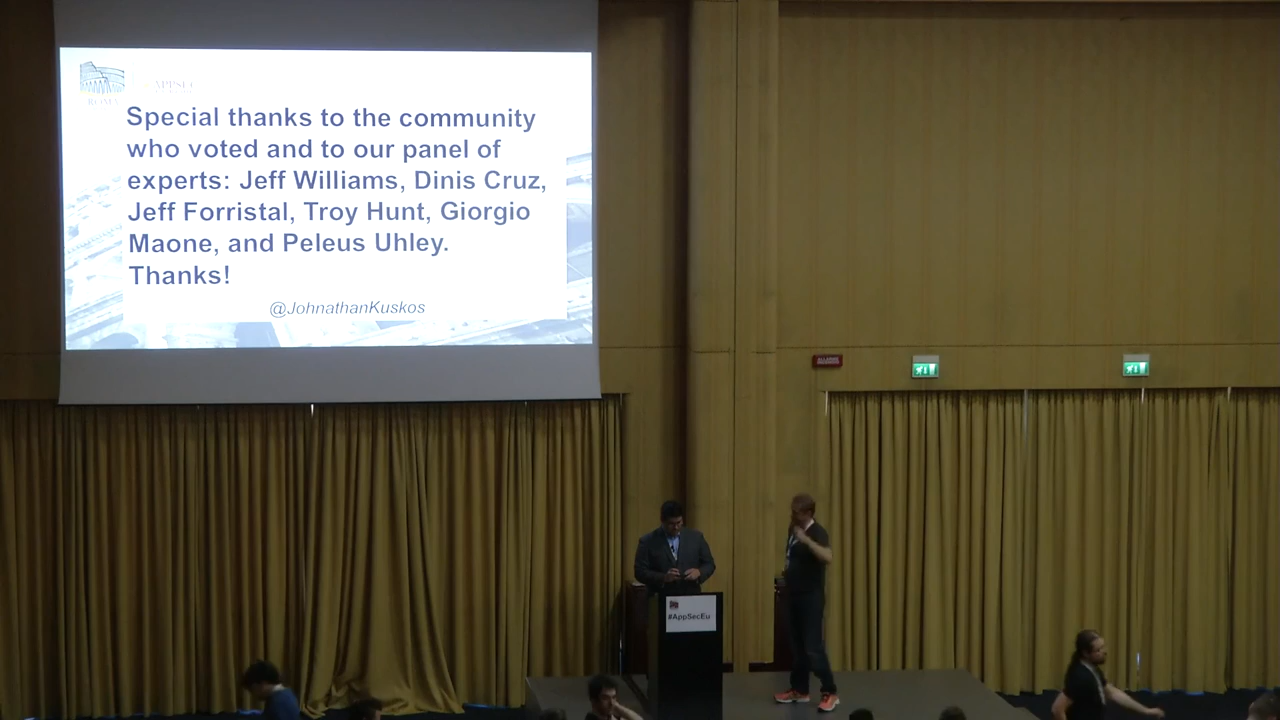 APPSEC
Special thanks to the community
who voted and to our panel of
experts: Jeff Williams, Dinis Cruz,
Jeff Forristal, Troy Hunt, Giorgio
Maone, and Peleus Uhley.
Thanks!
@JohnathanKuskos
#AppSecEu